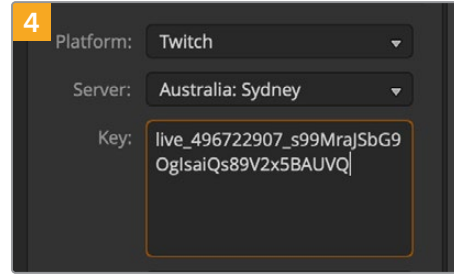 4
Platform: Twitch
Server: Australia: Sydney
Key: live_496722907_s99MraJSbG9
OgIsaiQs89V2x5BAUVQ